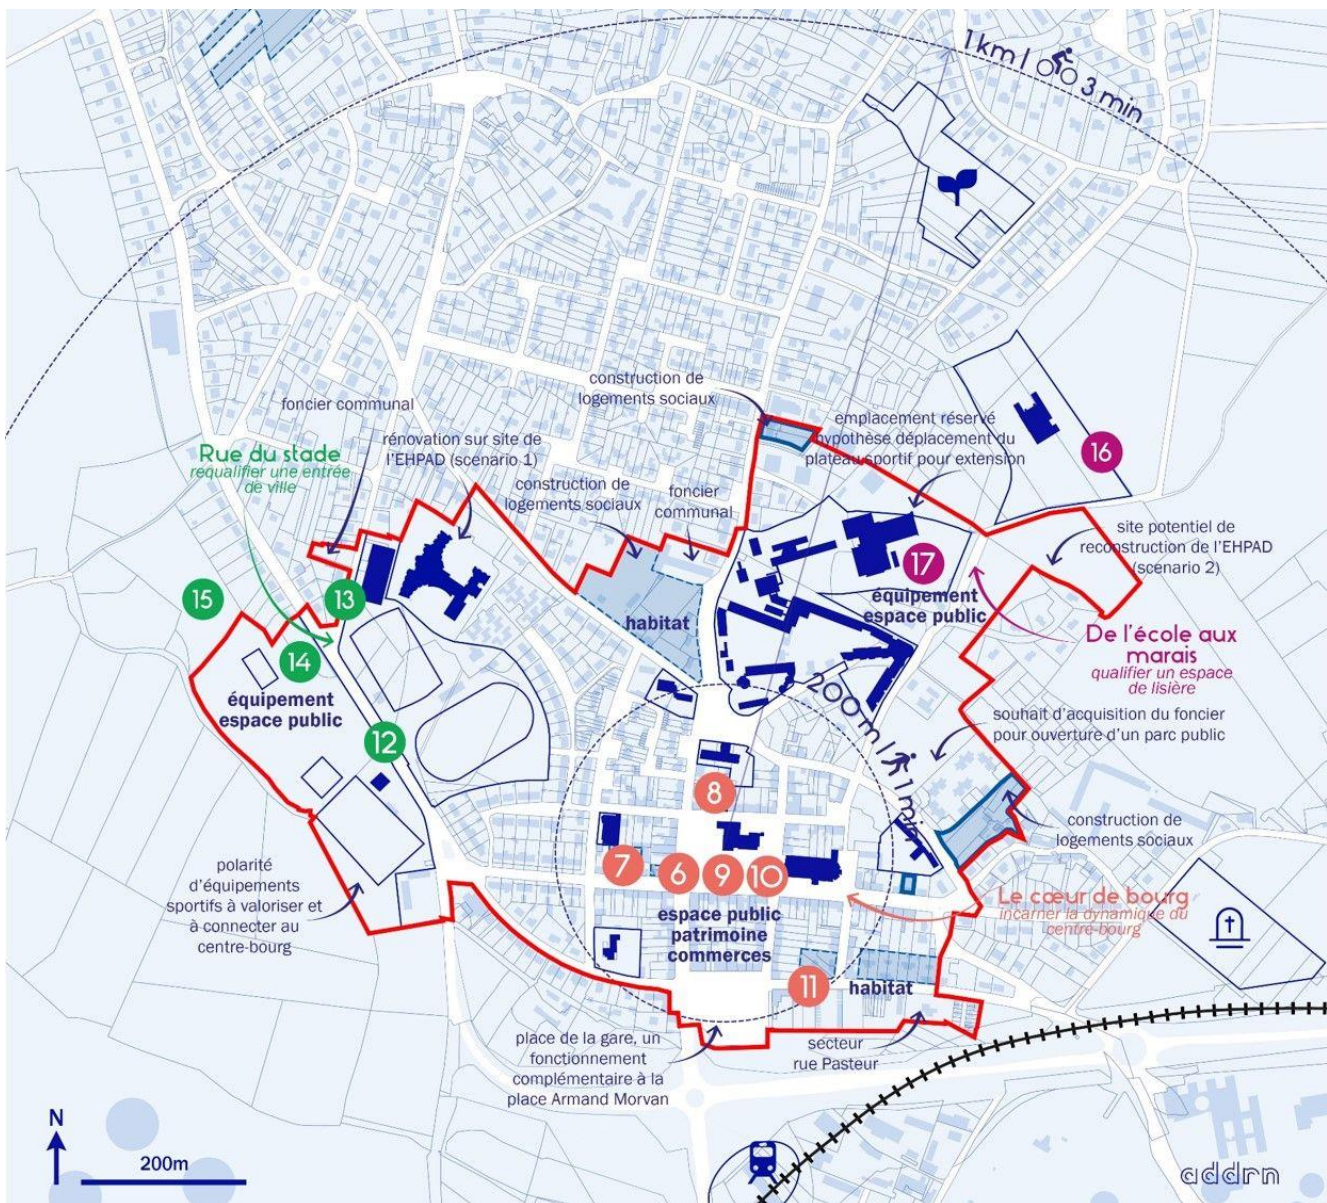 1 km | 3 min
construction de
logements sociaux
foncier communal
emplacement réservé
hypothèse déplacement du
plateau sportif pour extension
Rue du stade
requalifier une entrée
de ville
rénovation sur site de
l'EHPAD (scenario 1)
16
construction de
logements sociaux
foncier
communal
site potentiel de
reconstruction de l'EHPAD
(scenario 2)
17
équipement
espace public
15
13
habitat
14
De l'école aux
marais
qualifier un espace
de lisière
équipement
espace public
200 m | 1 min
souhait d'acquisition du foncier
pour ouverture d'un parc public
12
8
construction de
logements sociaux
7
6
9
10
polarité
d'équipements
sportifs à valoriser et
à connecter au
centre-bourg
Le cœur de bourg
incarner la dynamique du
centre-bourg
espace public
patrimoine
commerces
11
habitat
place de la gare, un
fonctionnement
complémentaire à la
place Armand Morvan
secteur
rue Pasteur
N
200m
addrn